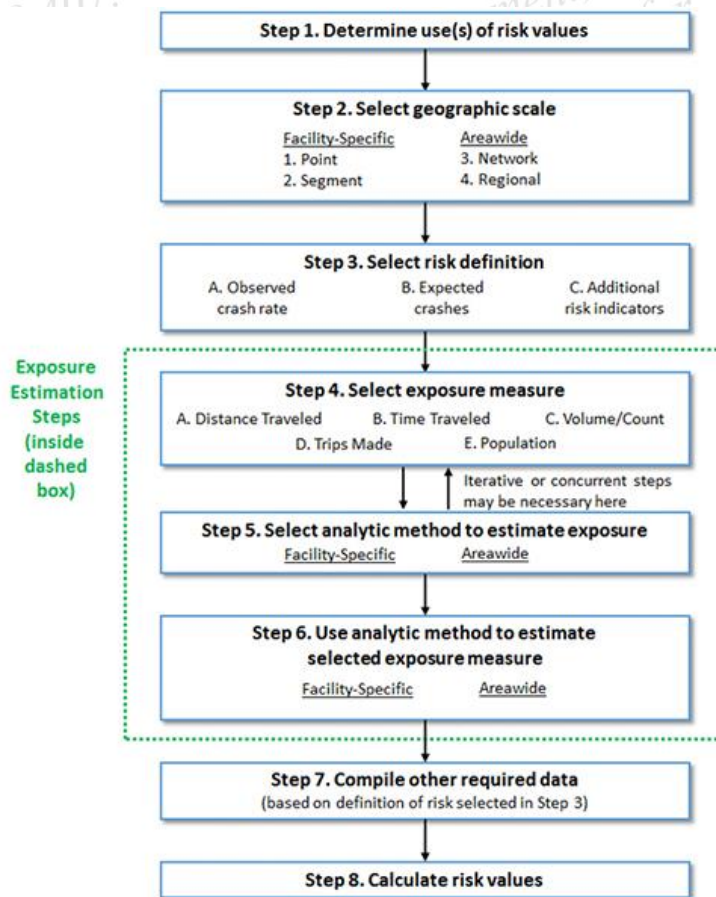 Step 1. Determine use(s) of risk values
Step 2. Select geographic scale
Facility-Specific Areawide
1. Point 3. Network
2. Segment 4. Regional
Step 3. Select risk definition
A. Observed B. Expected C. Additional
crash rate crashes risk indicators
Exposure
Estimation
Steps
(inside
dashed
box)
Step 4. Select exposure measure
A. Distance Traveled B. Time Traveled C. Volume/Count
D. Trips Made E. Population
Iterative or concurrent steps
may be necessary here
Step 5. Select analytic method to estimate exposure
Facility-Specific Areawide
Step 6. Use analytic method to estimate
selected exposure measure
Facility-Specific Areawide
Step 7. Compile other required data
(based on definition of risk selected in Step 3)
Step 8. Calculate risk values